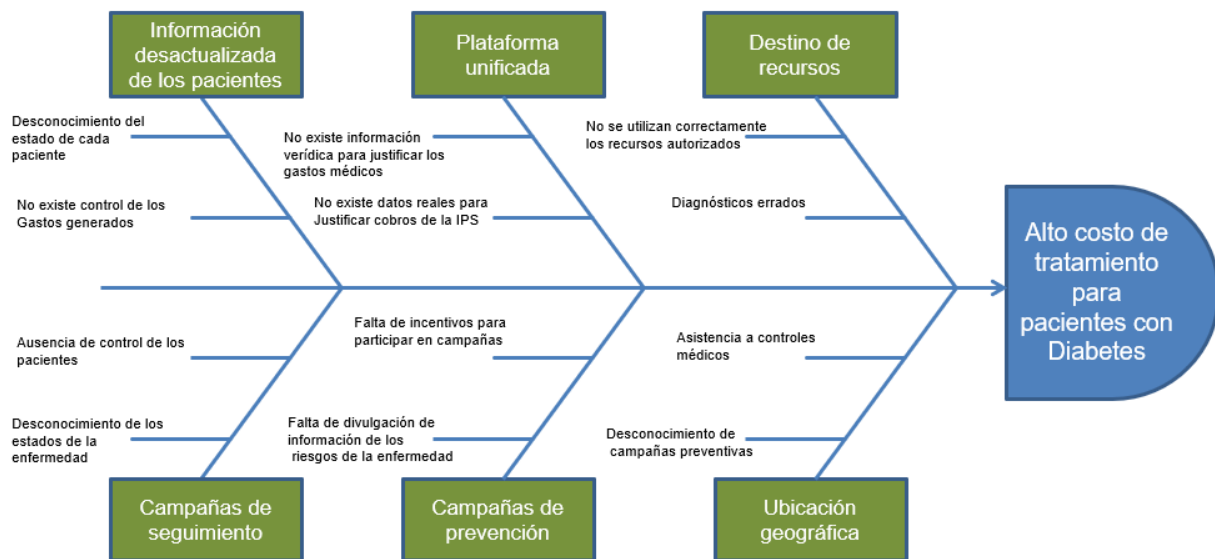 Información
desactualizada
de los pacientes
Plataforma
unificada
Destino de
recursos
Desconocimiento del
estado de cada
paciente
No existe control de los
Gastos generados
No existe información
verídica para justificar los
gastos médicos
No existe datos reales para
Justificar cobros de la IPS
No se utilizan correctamente
los recursos autorizados
Diagnósticos errados
Alto costo de
tratamiento
para
pacientes con
Diabetes
Ausencia de control de los
pacientes
Desconocimiento de los
estados de la
enfermedad
Falta de incentivos para
participar en campañas
Falta de divulgación de
información de los
riesgos de la enfermedad
Asistencia a controles
médicos
Desconocimiento de
campañas preventivas
Campañas de
seguimiento
Campañas de
prevención
Ubicación
geográfica